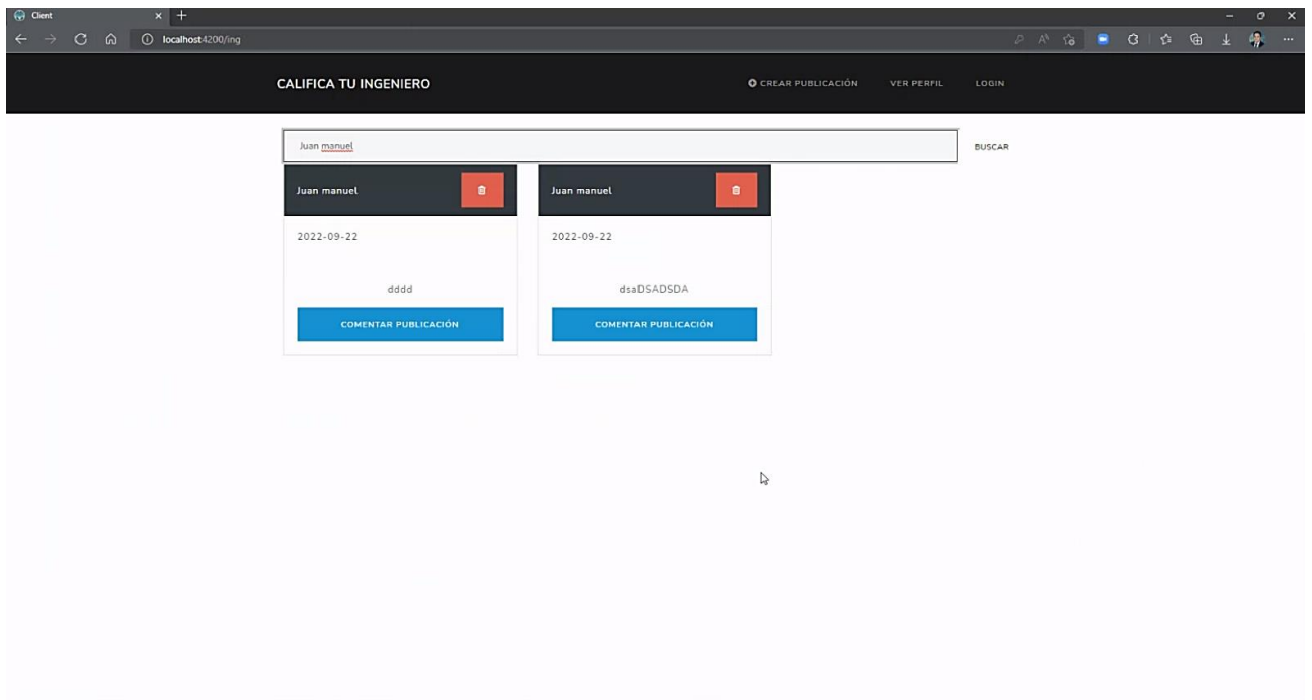 Client
localhost:4200/ing
CALIFICA TU INGENIERO
CREAR PUBLICACIÓN VER PERFIL LOGIN
Juan manuel
BUSCAR
Juan manuel
2022-09-22
dddd
COMENTAR PUBLICACIÓN
Juan manuel
2022-09-22
dsaDSADSDA
COMENTAR PUBLICACIÓN